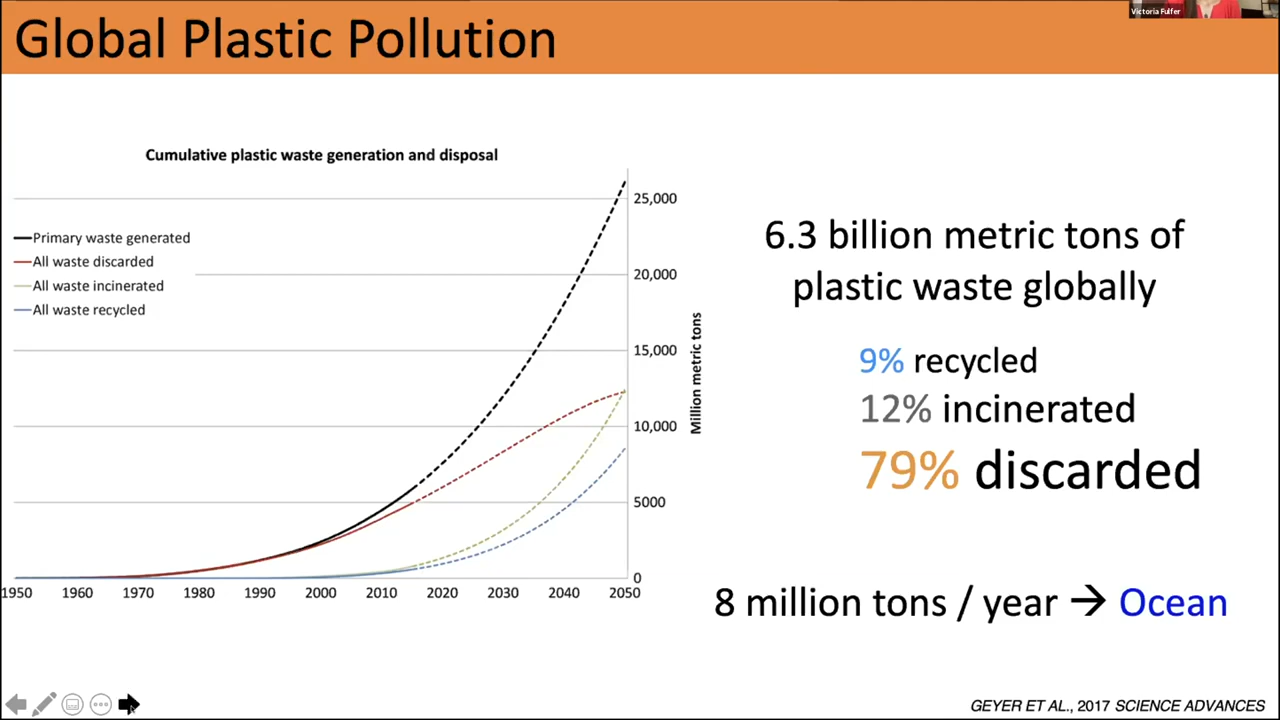 Victoria Fulfer
Global Plastic Pollution
Cumulative plastic waste generation and disposal
25,000
20,000
15,000
10,000
5000
0
Million metric tons
Primary waste generated
All waste discarded
All waste incinerated
All waste recycled
1950 1960 1970 1980 1990 2000 2010 2020 2030 2040 2050
6.3 billion metric tons of
plastic waste globally
9% recycled
12% incinerated
79% discarded
8 million tons / year → Ocean
GEYER ET AL., 2017 SCIENCE ADVANCES